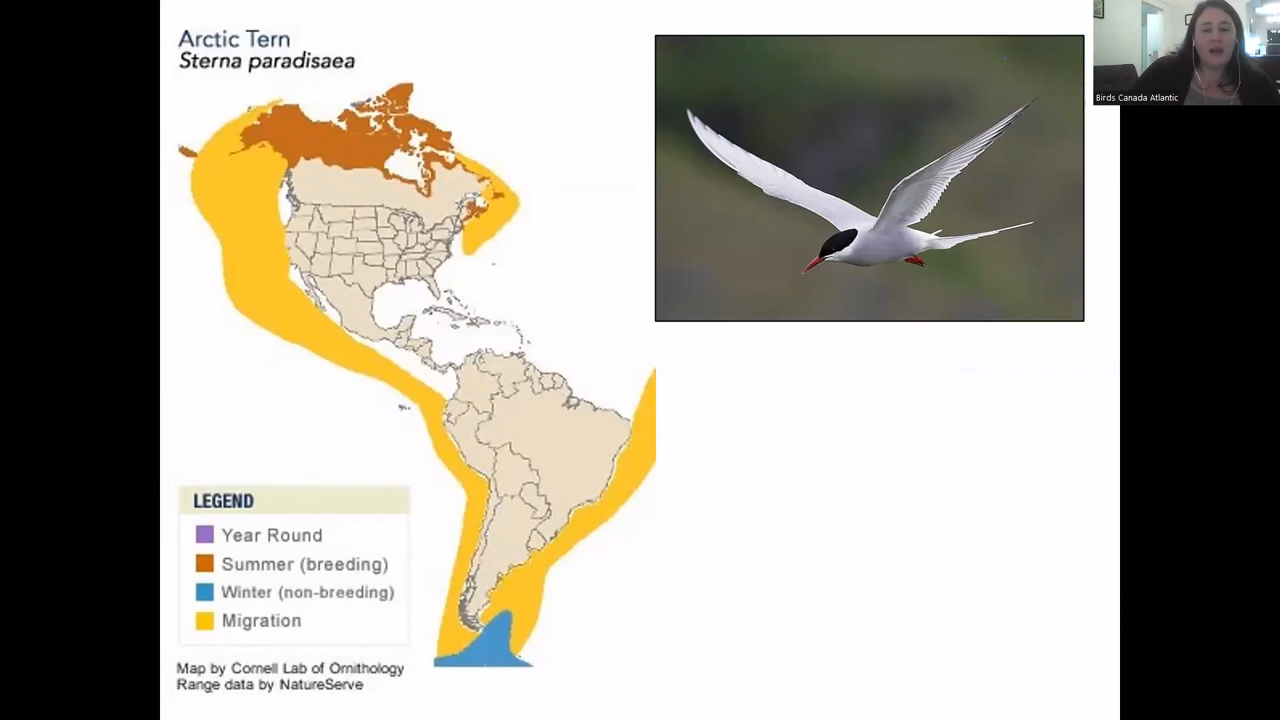 Arctic Tern
Sterna paradisaea
Birds Canada Atlantic
LEGEND
Year Round
Summer (breeding)
Winter (non-breeding)
Migration
Map by Cornell Lab of Ornithology
Range data by NatureServe